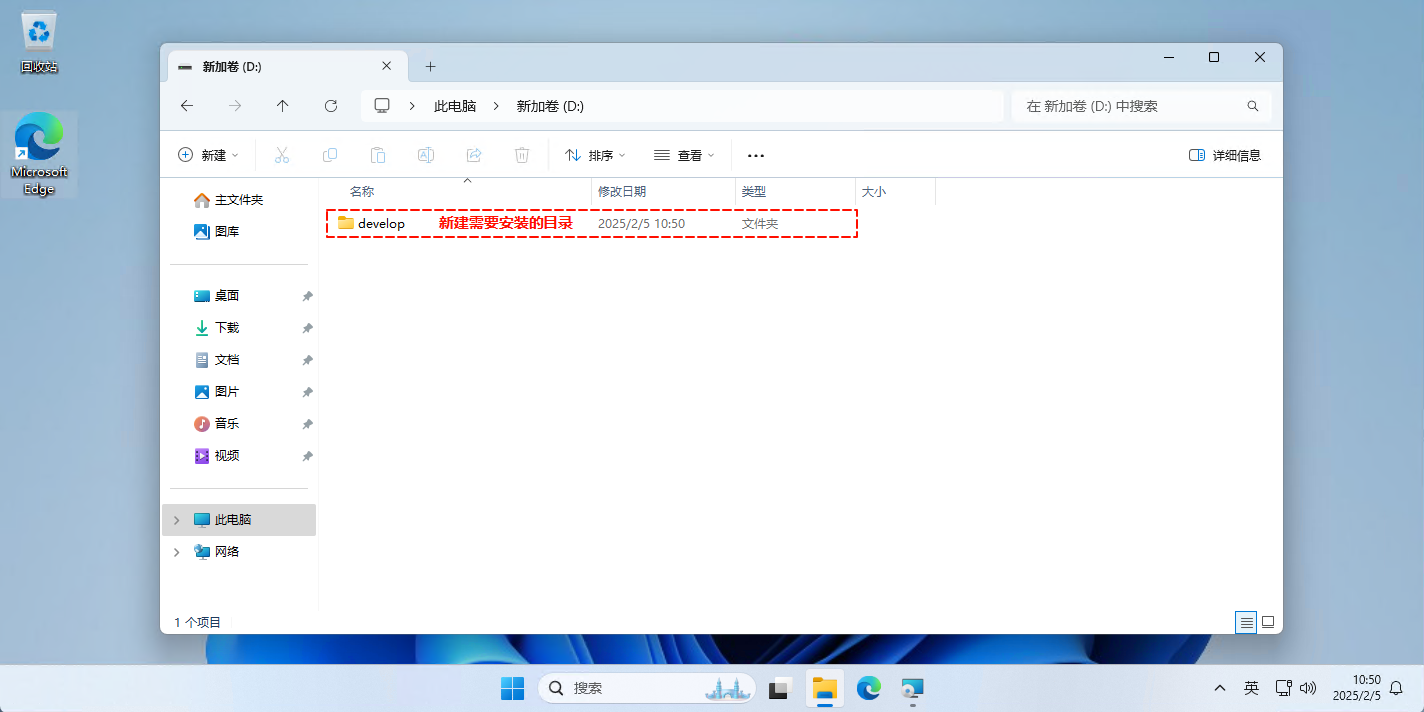 回收站
Microsoft
Edge
新加卷 (D:)
此电脑
新加卷 (D:)
在 新加卷 (D:) 中搜索
新建
排序
查看
详细信息
主文件夹
图库
桌面
下载
文档
图片
音乐
视频
此电脑
网络
名称 修改日期 类型 大小
develop 新建需要安装的目录 2025/2/5 10:50 文件夹
1 个项目
搜索
英
10:50
2025/2/5